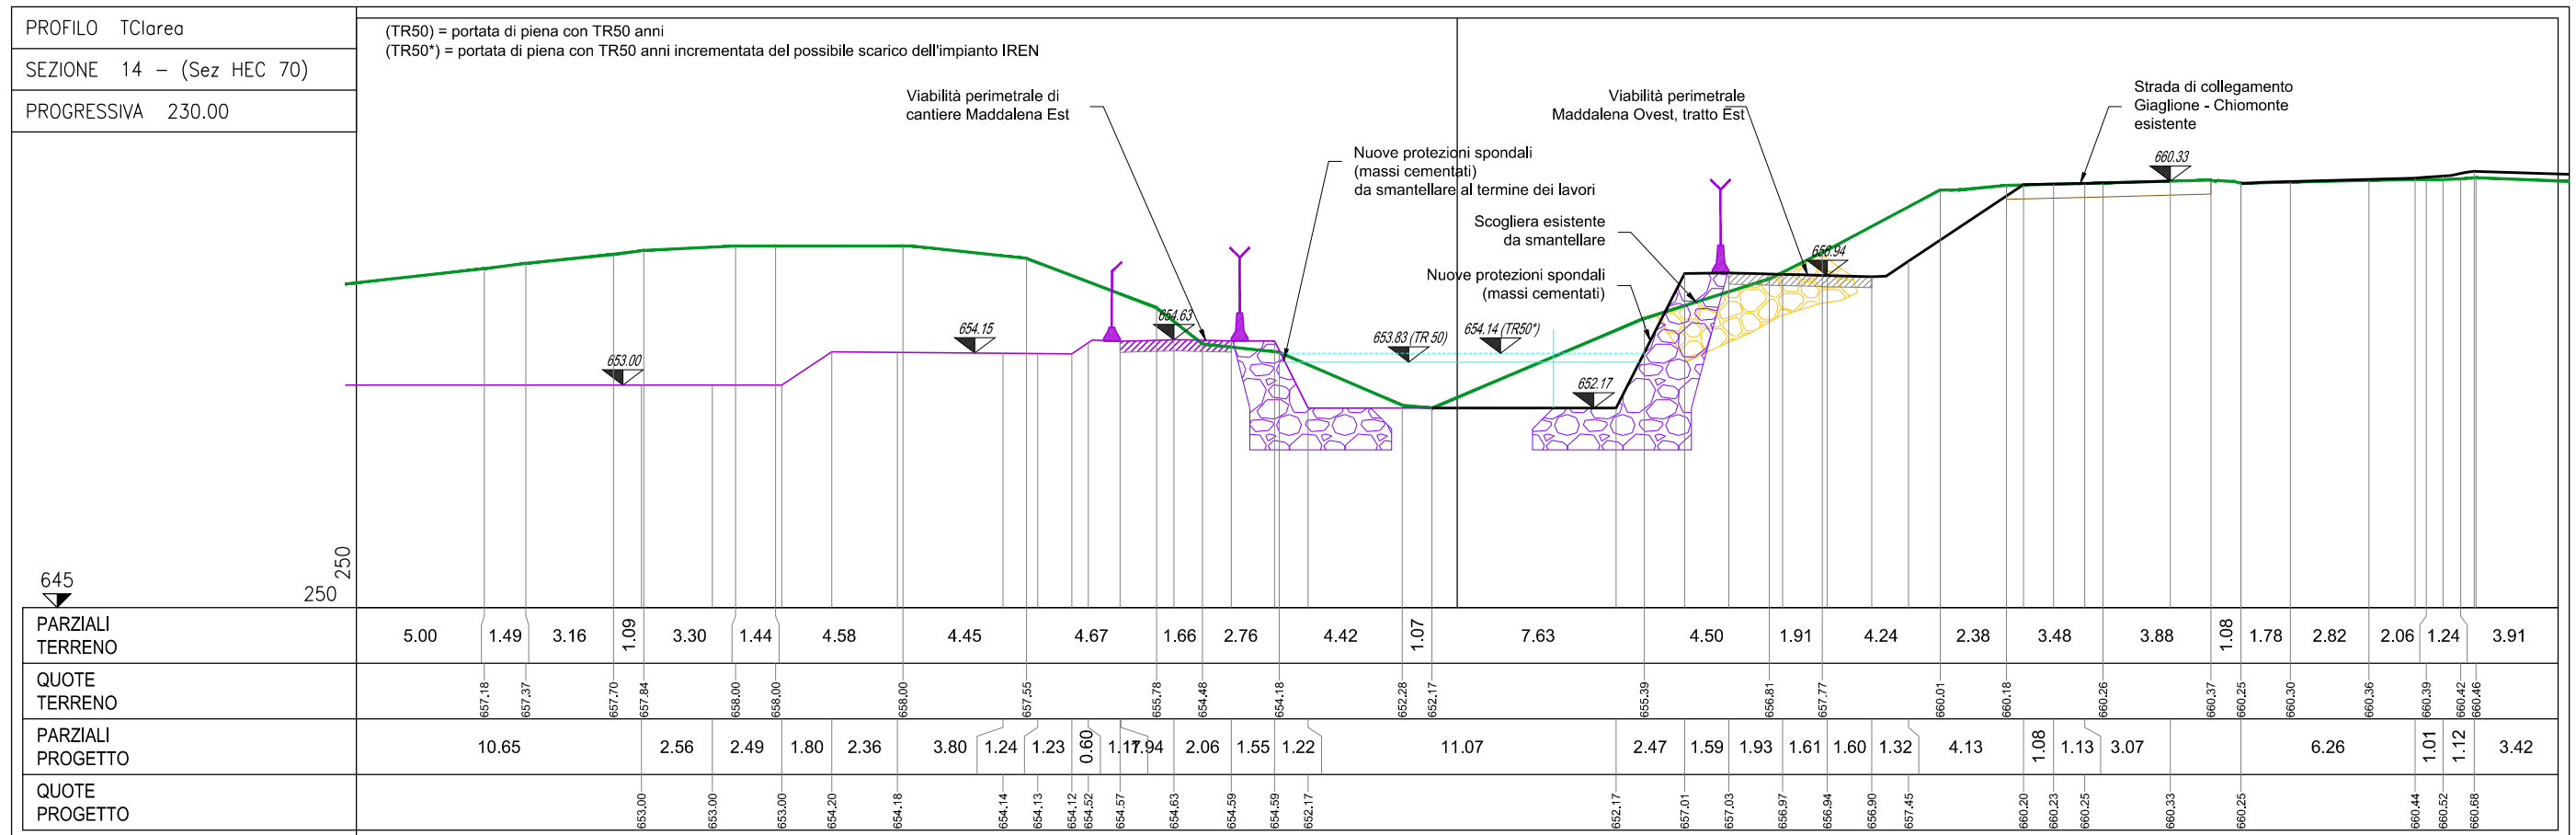 PROFILO TClarea
SEZIONE 14 - (Sez HEC 70)
PROGRESSIVA 230.00
(TR50) = portata di piena con TR50 anni
(TR50*) = portata di piena con TR50 anni incrementata del possibile scarico dell'impianto IREN
Viabilità perimetrale di
cantiere Maddalena Est
Nuove protezioni spondali
(massi cementati)
da smantellare al termine dei lavori
Viabilità perimetrale
Maddalena Ovest, tratto Est
Strada di collegamento
Giaglione - Chiomonte
esistente
Scogliera esistente
da smantellare
Nuove protezioni spondali
(massi cementati)
653.00
654.15
654.63
653.83 (TR 50)
654.14 (TR50*)
652.17
656.94
660.33
645
250
250
PARZIALI
TERRENO
5.00 1.49 3.16 1.09 3.30 1.44 4.58 4.45 4.67 1.66 2.76 4.42 1.07 7.63 4.50 1.91 4.24 2.38 3.48 3.88 1.08 1.78 2.82 2.06 1.24 3.91
QUOTE
TERRENO
657.18 657.37 657.70 657.84 658.00 658.00 658.00 657.55 655.78 654.48 654.18 652.28 652.17 655.39 656.81 657.77 660.01 660.18 660.26 660.37 660.25 660.30 660.36 660.39 660.42 660.46
PARZIALI
PROGETTO
10.65 2.56 2.49 1.80 2.36 3.80 1.24 1.23 0.60 1.17 1.94 2.06 1.55 1.22 11.07 2.47 1.59 1.93 1.61 1.60 1.32 4.13 1.08 1.13 3.07 6.26 1.01 1.12 3.42
QUOTE
PROGETTO
653.00 653.00 653.00 654.20 654.18 654.14 654.13 654.12 654.52 654.57 654.63 654.59 654.59 652.17 652.17 657.01 657.03 656.97 656.94 656.90 657.45 660.20 660.23 660.25 660.33 660.25 660.44 660.52 660.68